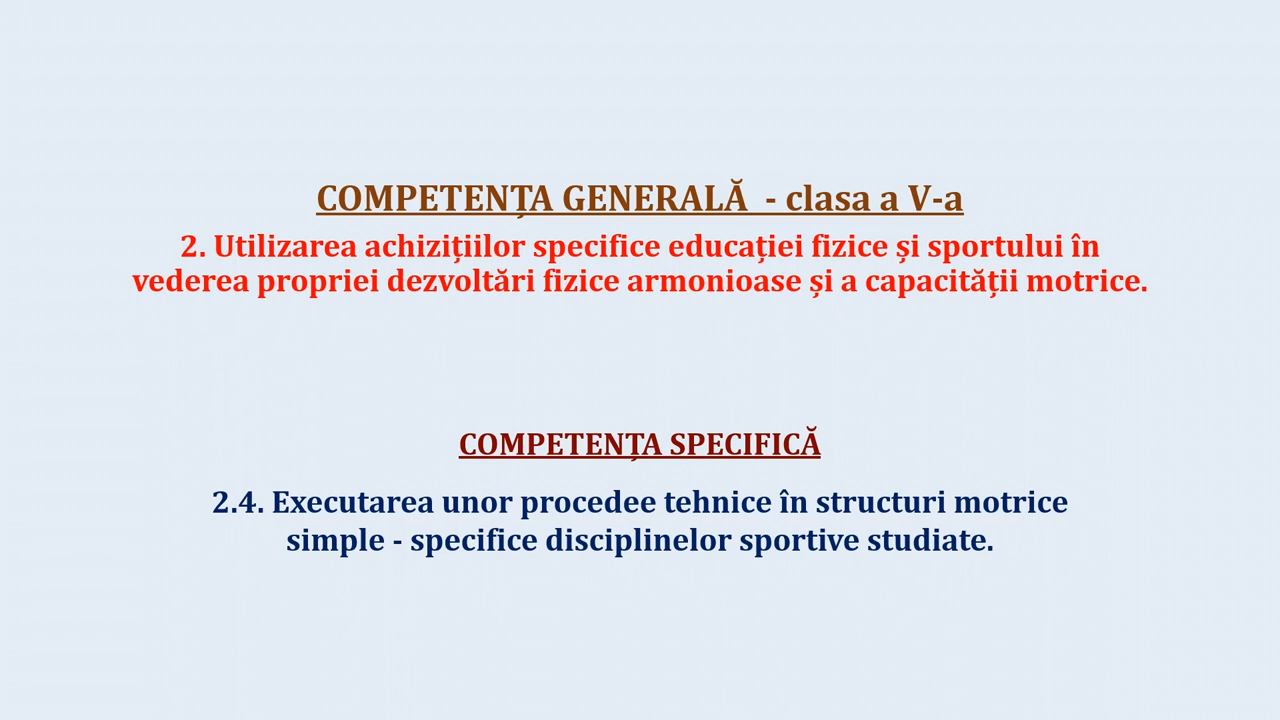 COMPETENȚA GENERALĂ  - clasa a V-a
2. Utilizarea achizițiilor specifice educației fizice și sportului în
vederea propriei dezvoltări fizice armonioase și a capacității motrice.
COMPETENȚA SPECIFICĂ
2.4. Executarea unor procedee tehnice în structuri motrice
simple - specifice disciplinelor sportive studiate.